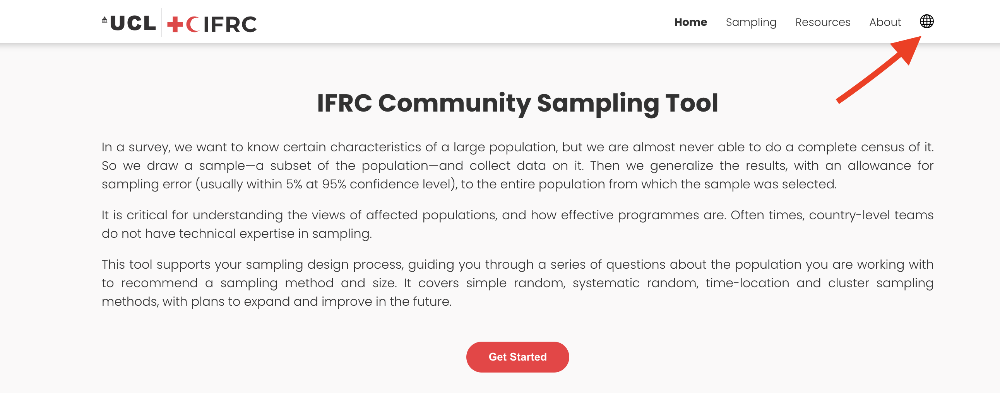 UCL IFRC
Home Sampling Resources About
IFRC Community Sampling Tool
In a survey, we want to know certain characteristics of a large population, but we are almost never able to do a complete census of it.
So we draw a sample—a subset of the population—and collect data on it. Then we generalize the results, with an allowance for
sampling error (usually within 5% at 95% confidence level), to the entire population from which the sample was selected.
It is critical for understanding the views of affected populations, and how effective programmes are. Often times, country-level teams
do not have technical expertise in sampling.
This tool supports your sampling design process, guiding you through a series of questions about the population you are working with
to recommend a sampling method and size. It covers simple random, systematic random, time-location and cluster sampling
methods, with plans to expand and improve in the future.
Get Started